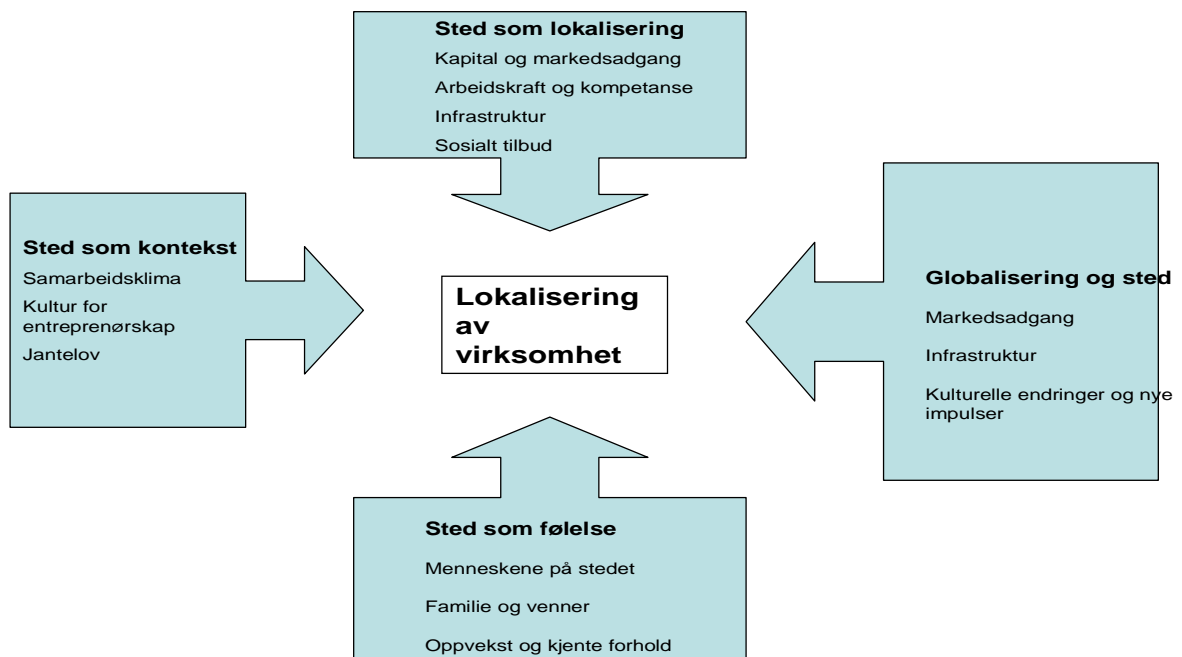 Sted som lokalisering
Kapital og markedsadgang
Arbeidskraft og kompetanse
Infrastruktur
Sosialt tilbud
Sted som kontekst
Samarbeidsklima
Kultur for
entreprenørskap
Jantelov
Lokalisering
av
virksomhet
Globalisering og sted
Markedsadgang
Infrastruktur
Kulturelle endringer og nye
impulser
Sted som følelse
Menneskene på stedet
Familie og venner
Oppvekst og kjente forhold